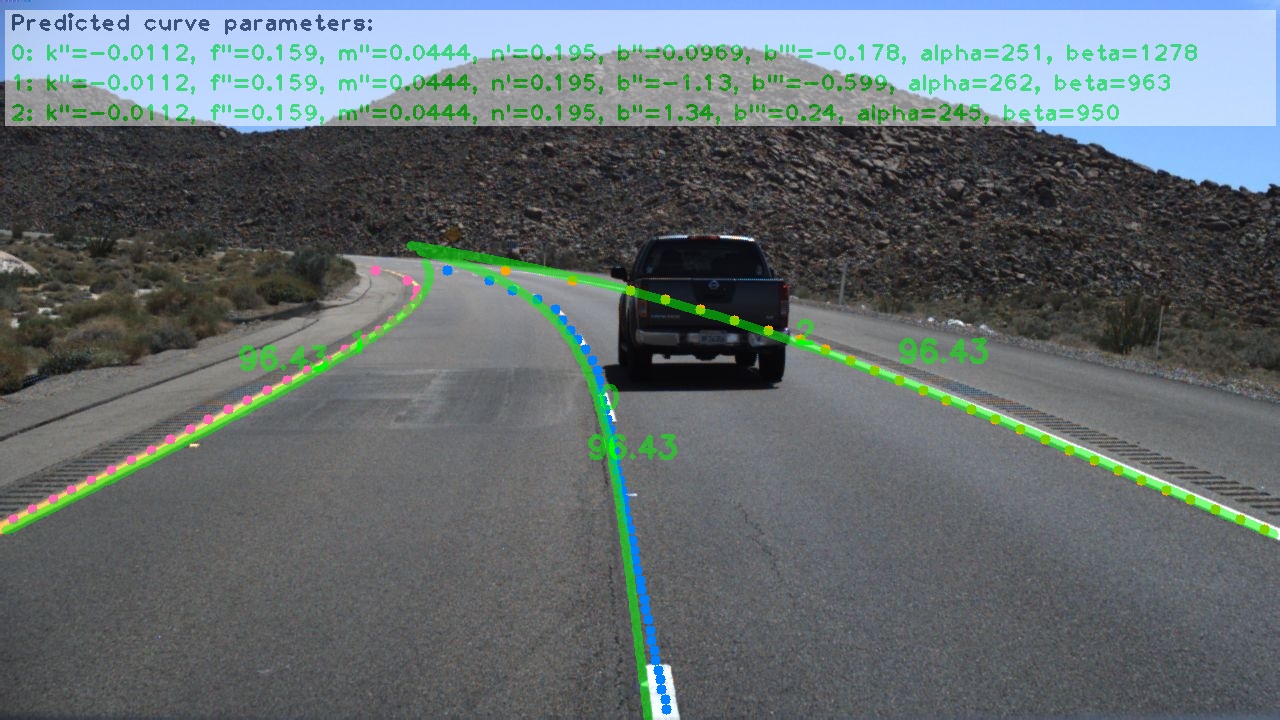 Predicted curve parameters:
0: k''=-0.0112, f''=0.159, m''=0.0444, n'=0.195, b''=0.0969, b'''=-0.178, alpha=251, beta=1278
1: k''=-0.0112, f''=0.159, m''=0.0444, n'=0.195, b''=-1.13, b'''=-0.599, alpha=262, beta=963
2: k''=-0.0112, f''=0.159, m''=0.0444, n'=0.195, b''=1.34, b'''=0.24, alpha=245, beta=950
2
96.43
1
96.43
0
96.43